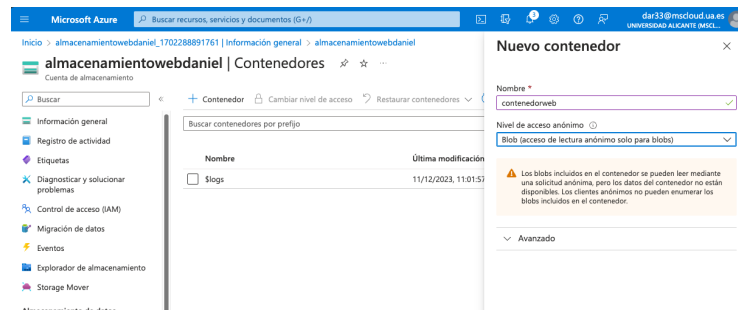 Microsoft Azure
Buscar recursos, servicios y documentos (G+/)
dar33@mscloud.ua.es
UNIVERSIDAD ALICANTE (MSCL...
Inicio > almacenamientowebdaniel_1702288891761 | Información general > almacenamientowebdaniel
almacenamientowebdaniel | Contenedores
Cuenta de almacenamiento
Buscar
Información general
Registro de actividad
Etiquetas
Diagnosticar y solucionar
problemas
Control de acceso (IAM)
Migración de datos
Eventos
Explorador de almacenamiento
Storage Mover
+ Contenedor Cambiar nivel de acceso Restaurar contenedores
Buscar contenedores por prefijo
Nombre Última modificación
$logs 11/12/2023, 11:01:57
Nuevo contenedor
Nombre *
contenedorweb
Nivel de acceso anónimo
Blob (acceso de lectura anónimo solo para blobs)
Los blobs incluidos en el contenedor se pueden leer mediante
una solicitud anónima, pero los datos del contenedor no están
disponibles. Los clientes anónimos no pueden enumerar los
blobs incluidos en el contenedor.
Avanzado